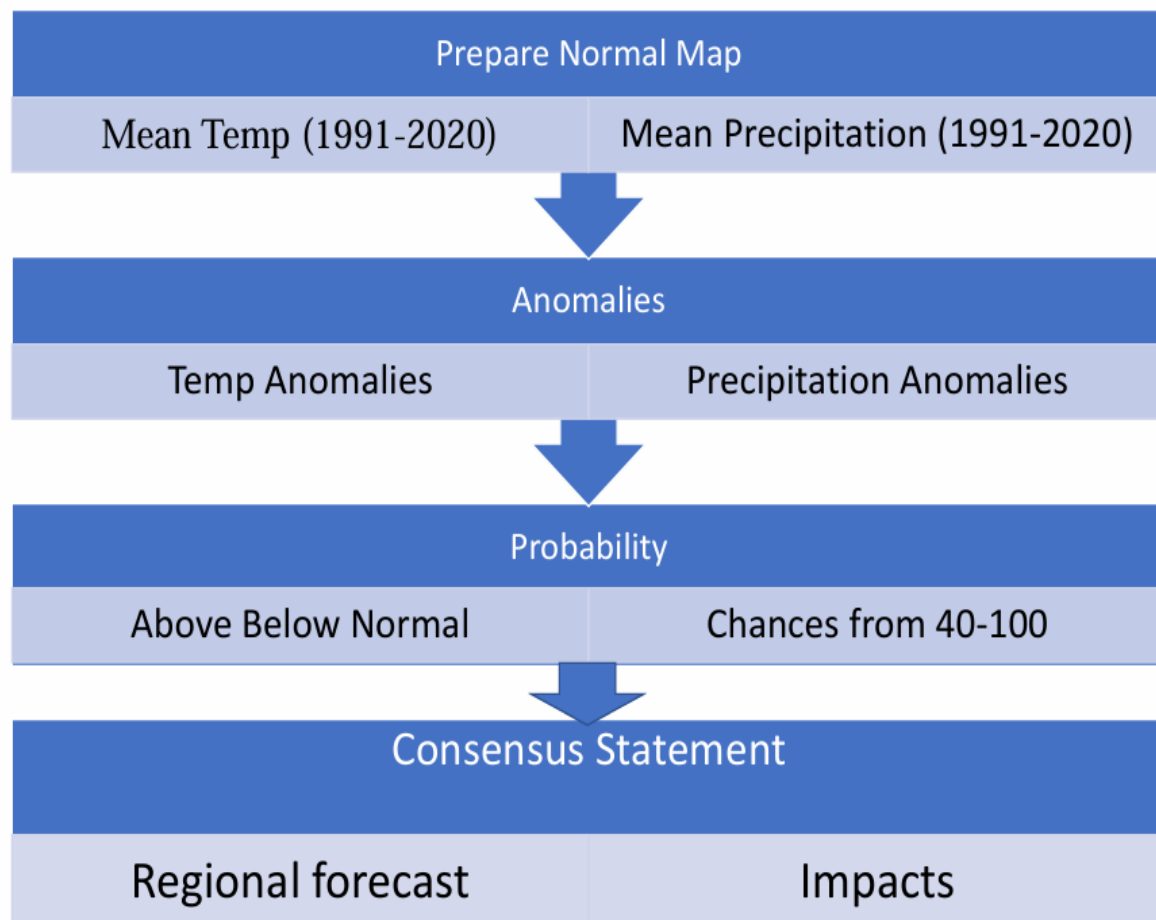 Prepare Normal Map
Mean Temp (1991-2020)
Mean Precipitation (1991-2020)
Anomalies
Temp Anomalies
Precipitation Anomalies
Probability
Above Below Normal
Chances from 40-100
Consensus Statement
Regional forecast
Impacts